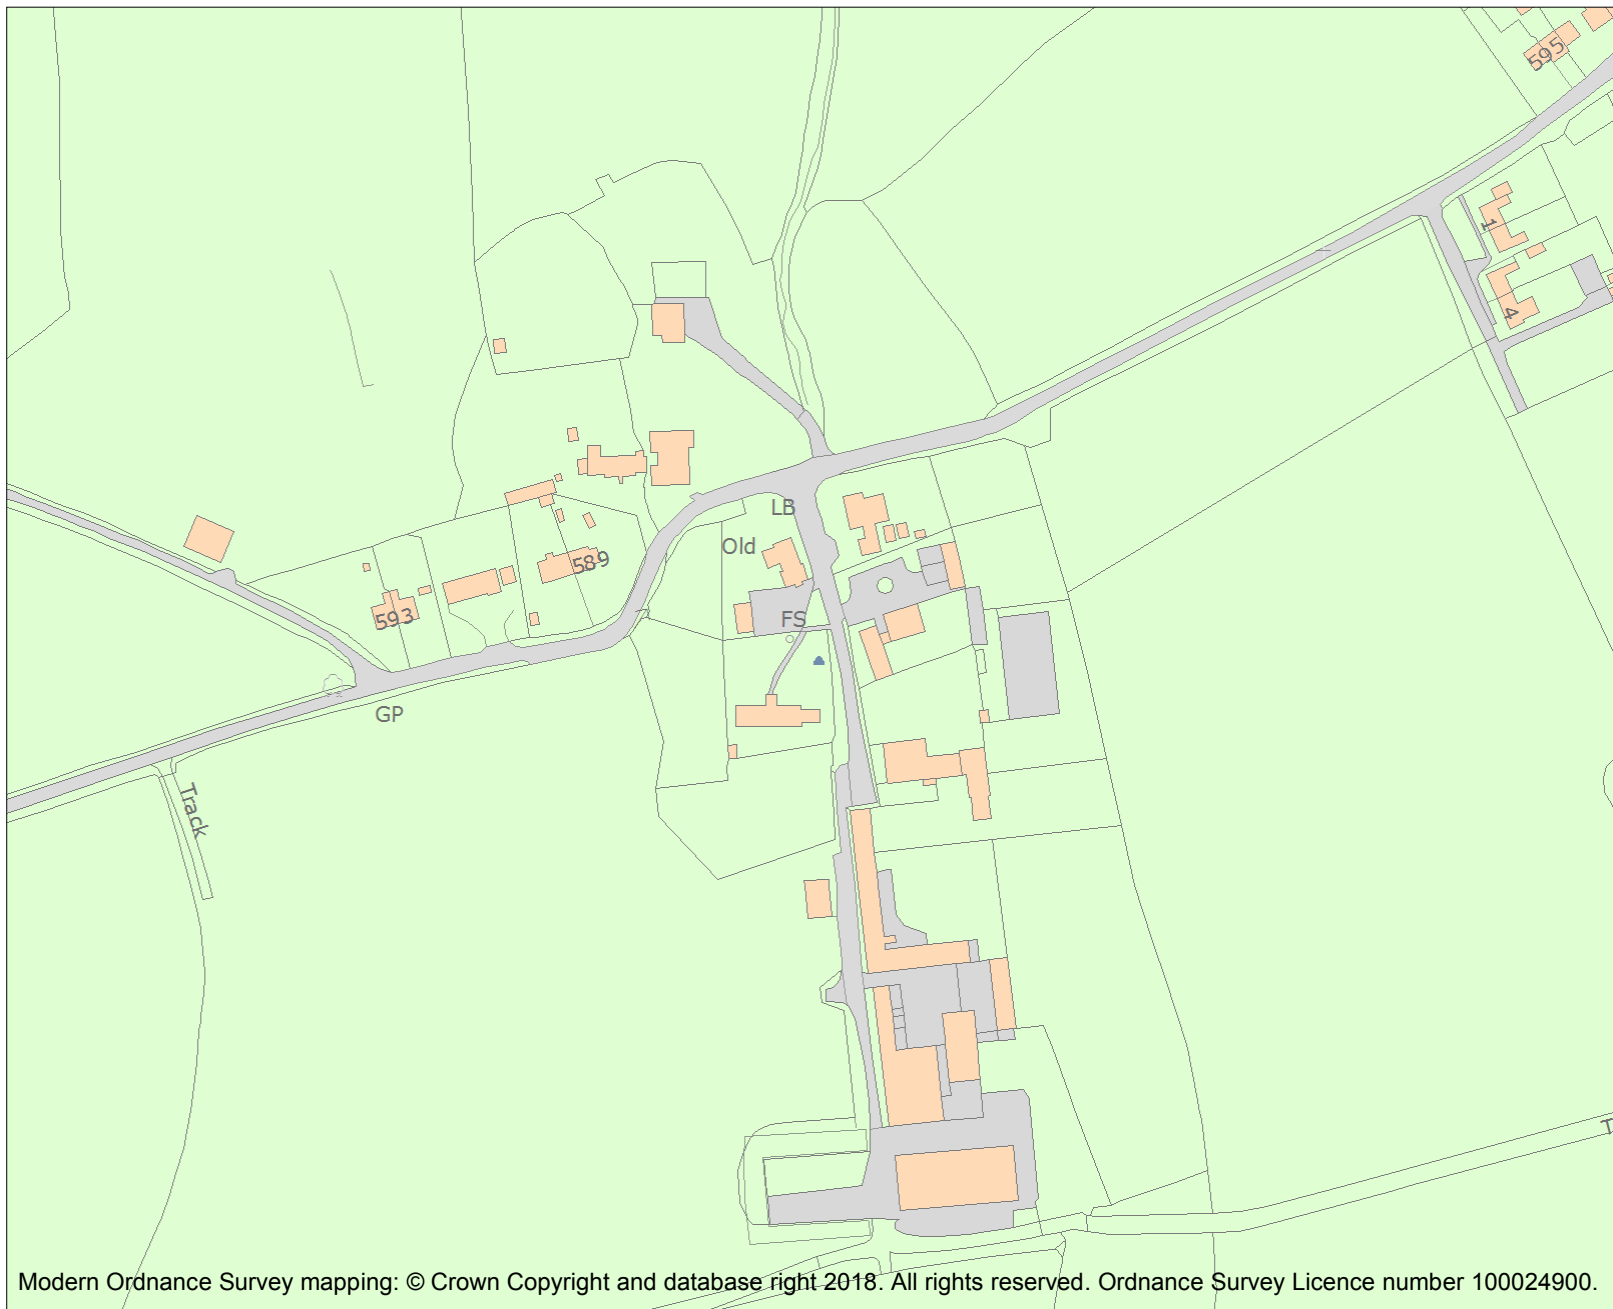 595
1
4
LB
Old
589
FS
593
GP
Track
T
Modern Ordnance Survey mapping: © Crown Copyright and database right 2018. All rights reserved. Ordnance Survey Licence number 100024900.